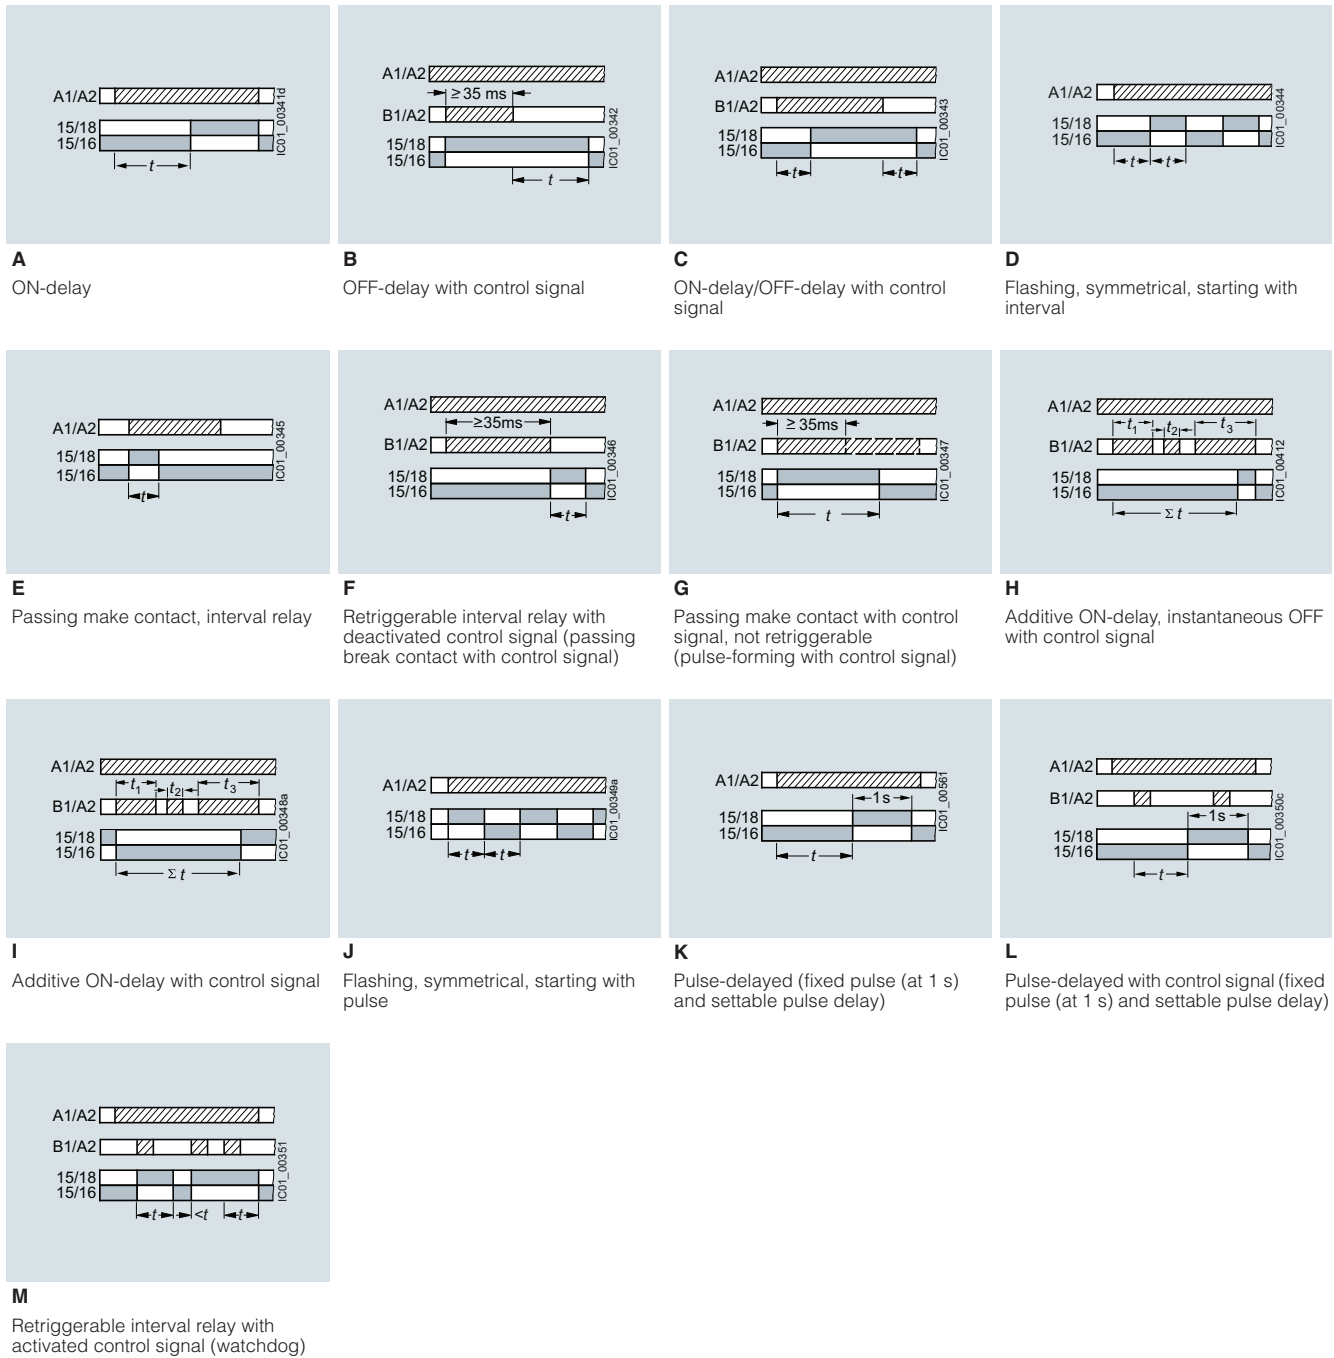 A1/A2
15/18
15/16
t
IC01_00341d
A
ON-delay
A1/A2
≥ 35 ms
B1/A2
15/18
15/16
t
IC01_00342
B
OFF-delay with control signal
A1/A2
B1/A2
15/18
15/16
t t
IC01_00343
C
ON-delay/OFF-delay with control
signal
A1/A2
15/18
15/16
t t
IC01_00344
D
Flashing, symmetrical, starting with
interval
A1/A2
15/18
15/16
t
IC01_00345
E
Passing make contact, interval relay
A1/A2
≥35ms
B1/A2
15/18
15/16
t
IC01_00346
F
Retriggerable interval relay with
deactivated control signal (passing
break contact with control signal)
A1/A2
≥ 35ms
B1/A2
15/18
15/16
t
IC01_00347
G
Passing make contact with control
signal, not retriggerable
(pulse-forming with control signal)
A1/A2
t1 t2 t3
B1/A2
15/18
15/16
Σ t
IC01_00412
H
Additive ON-delay, instantaneous OFF
with control signal
A1/A2
t1 t2 t3
B1/A2
15/18
15/16
Σ t
IC01_00348a
I
Additive ON-delay with control signal
A1/A2
15/18
15/16
t t
IC01_00349a
J
Flashing, symmetrical, starting with
pulse
A1/A2
1s
15/18
15/16
t
IC01_00561
K
Pulse-delayed (fixed pulse (at 1 s)
and settable pulse delay)
A1/A2
B1/A2
1s
15/18
15/16
t
IC01_00350c
L
Pulse-delayed with control signal (fixed
pulse (at 1 s) and settable pulse delay)
A1/A2
B1/A2
15/18
15/16
t <t t
IC01_00351
M
Retriggerable interval relay with
activated control signal (watchdog)